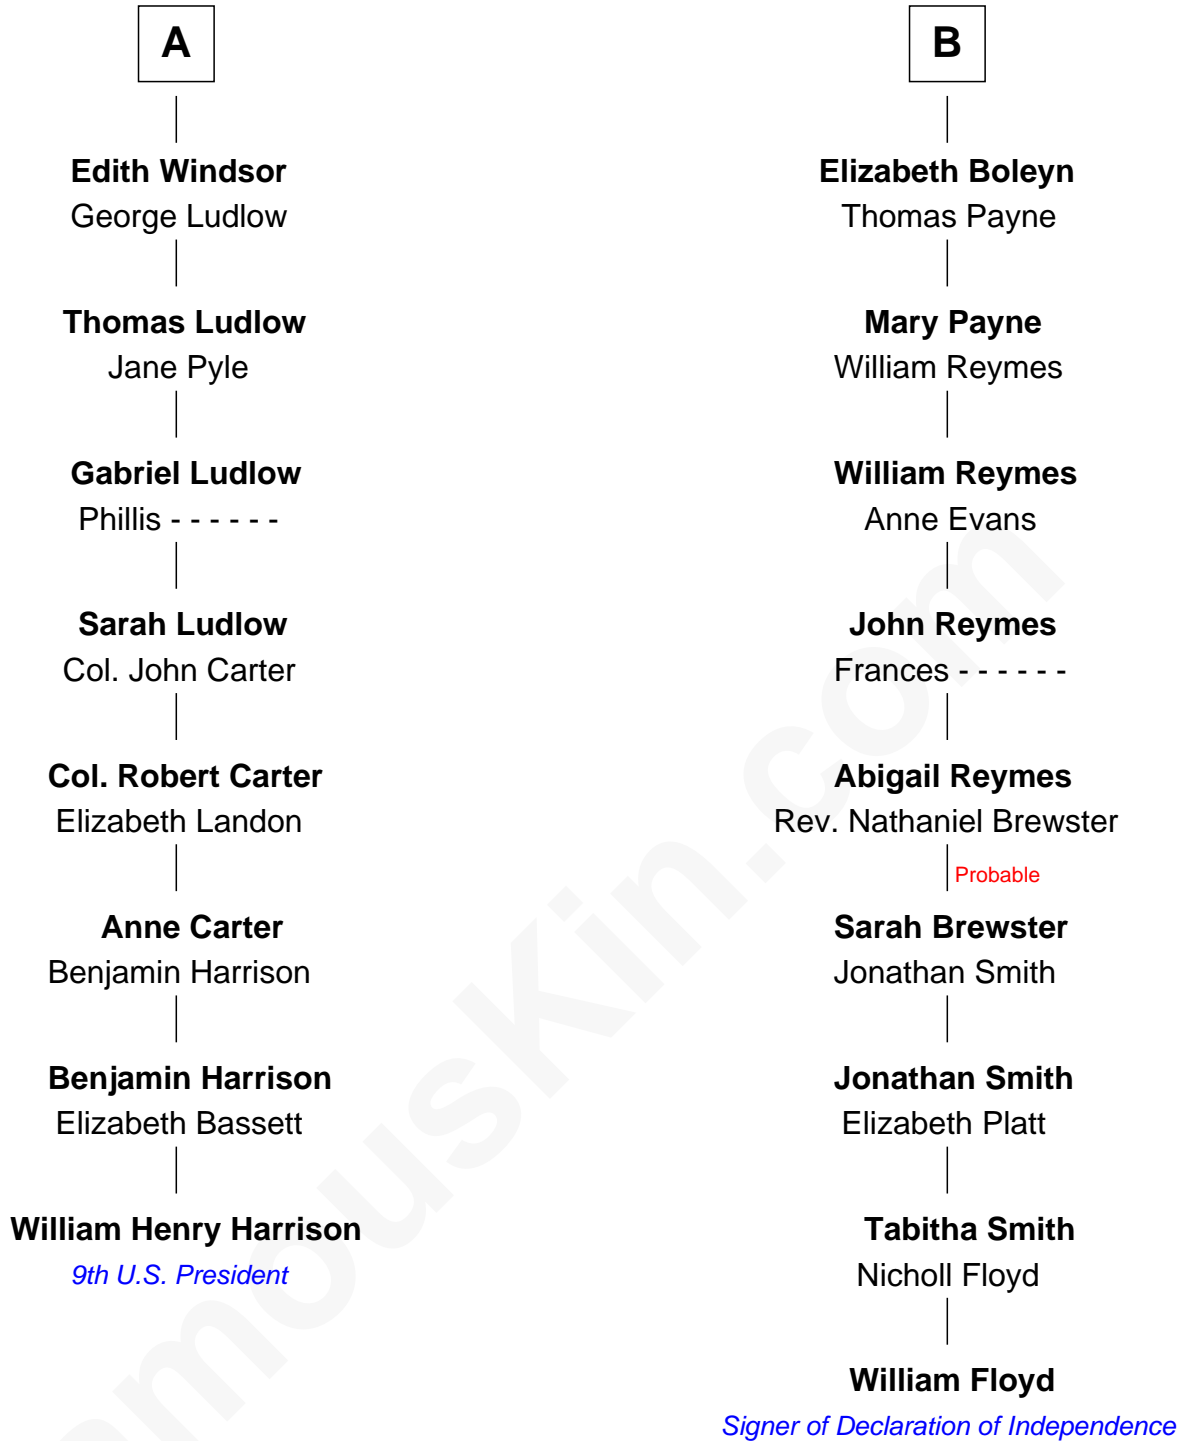 A
Edith Windsor
George Ludlow
Thomas Ludlow
Jane Pyle
Gabriel Ludlow
Phillis - - - - - -
Sarah Ludlow
Col. John Carter
Col. Robert Carter
Elizabeth Landon
Anne Carter
Benjamin Harrison
Benjamin Harrison
Elizabeth Bassett
William Henry Harrison
9th U.S. President
B
Elizabeth Boleyn
Thomas Payne
Mary Payne
William Reymes
William Reymes
Anne Evans
John Reymes
Frances - - - - - -
Abigail Reymes
Rev. Nathaniel Brewster
Probable
Sarah Brewster
Jonathan Smith
Jonathan Smith
Elizabeth Platt
Tabitha Smith
Nicholl Floyd
William Floyd
Signer of Declaration of Independence
amousKin.com